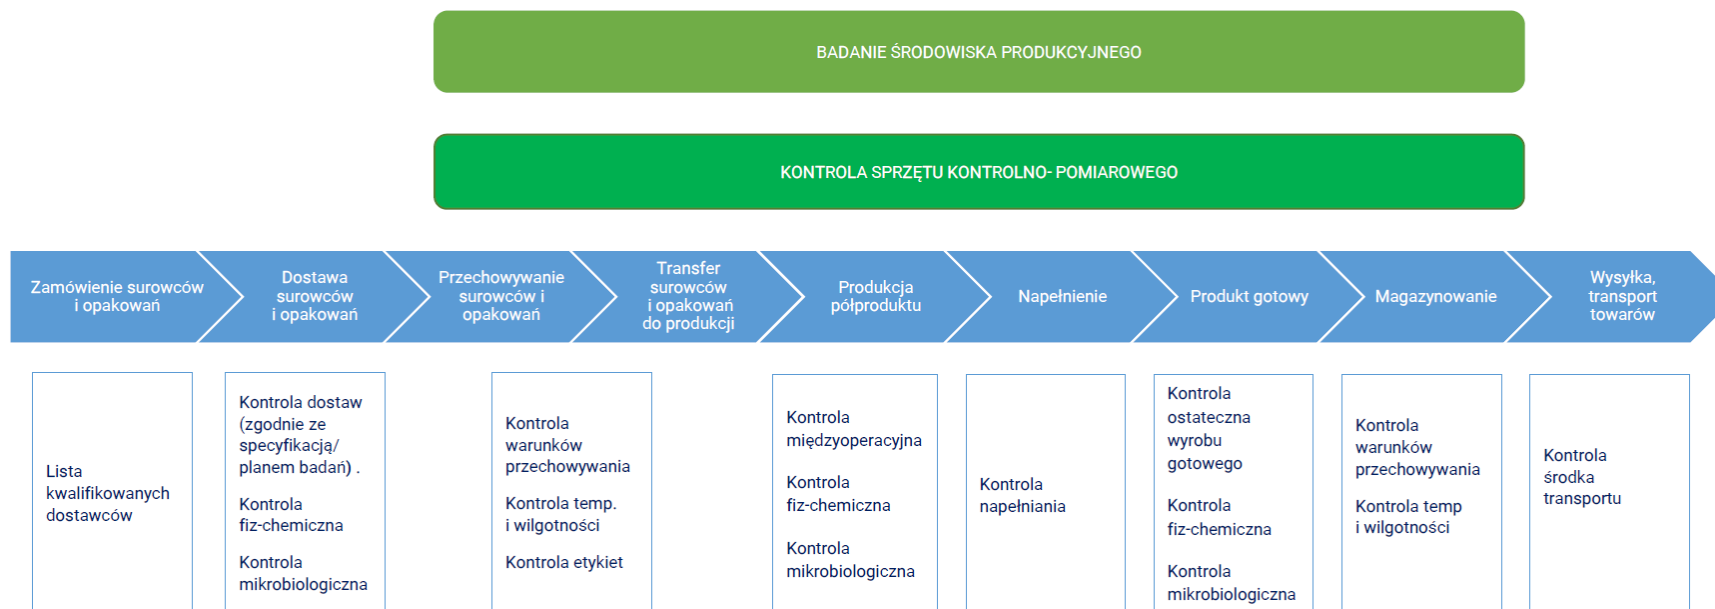 BADANIE ŚRODOWISKA PRODUKCYJNEGO
KONTROLA SPRZĘTU KONTROLNO- POMIAROWEGO
Zamówienie surowców
i opakowań
Dostawa
surowców
i opakowań
Przechowywanie
surowców i
opakowań
Transfer
surowców
i opakowań
do produkcji
Produkcja
półproduktu
Napełnienie
Produkt gotowy
Magazynowanie
Wysyłka,
transport
towarów
Lista
kwalifikowanych
dostawców
Kontrola dostaw
(zgodnie ze
specyfikacją/
planem badań) .
Kontrola
fiz-chemiczna
Kontrola
mikrobiologiczna
Kontrola
warunków
przechowywania
Kontrola temp.
i wilgotności
Kontrola etykiet
Kontrola
międzyoperacyjna
Kontrola
fiz-chemiczna
Kontrola
mikrobiologiczna
Kontrola
napełniania
Kontrola
ostateczna
wyrobu
gotowego
Kontrola
fiz-chemiczna
Kontrola
mikrobiologiczna
Kontrola
warunków
przechowywania
Kontrola temp
i wilgotności
Kontrola
środka
transportu